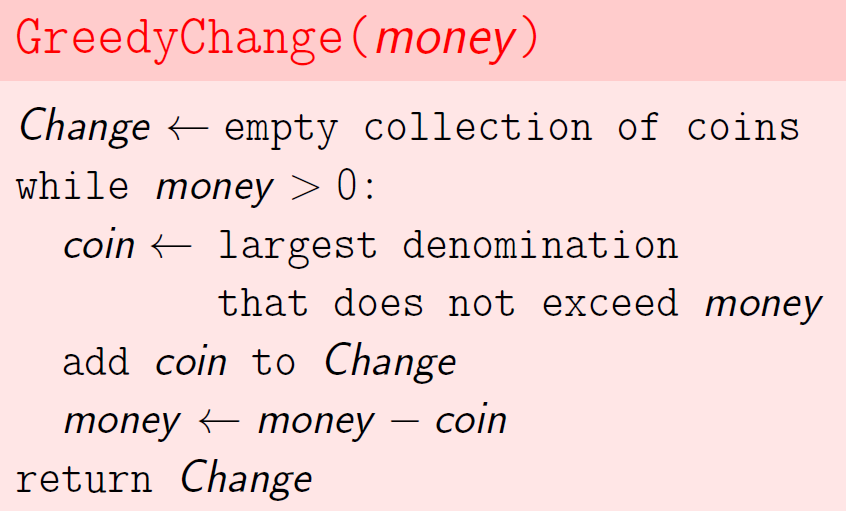 GreedyChange(money)
Change ← empty collection of coins
while money > 0:
coin ← largest denomination
that does not exceed money
add coin to Change
money ← money − coin
return Change